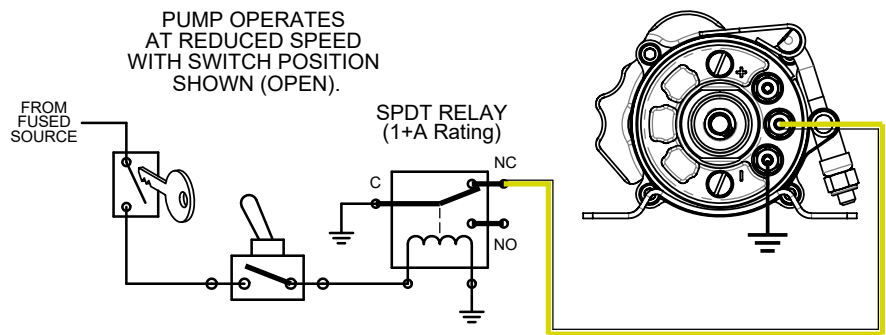 PUMP OPERATES
AT REDUCED SPEED
WITH SWITCH POSITION
SHOWN (OPEN).
FROM
FUSED
SOURCE
SPDT RELAY
(1+A Rating)
NC
C
NO
+
-